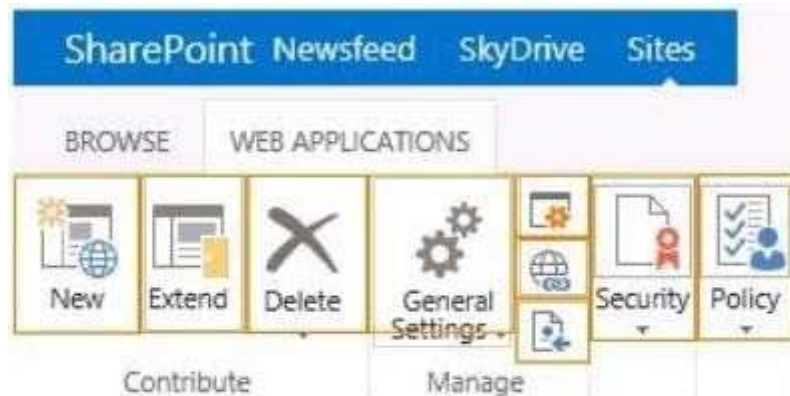 SharePoint Newsfeed SkyDrive Sites
BROWSE WEB APPLICATIONS
New Extend Delete General Settings Security Policy
Contribute Manage